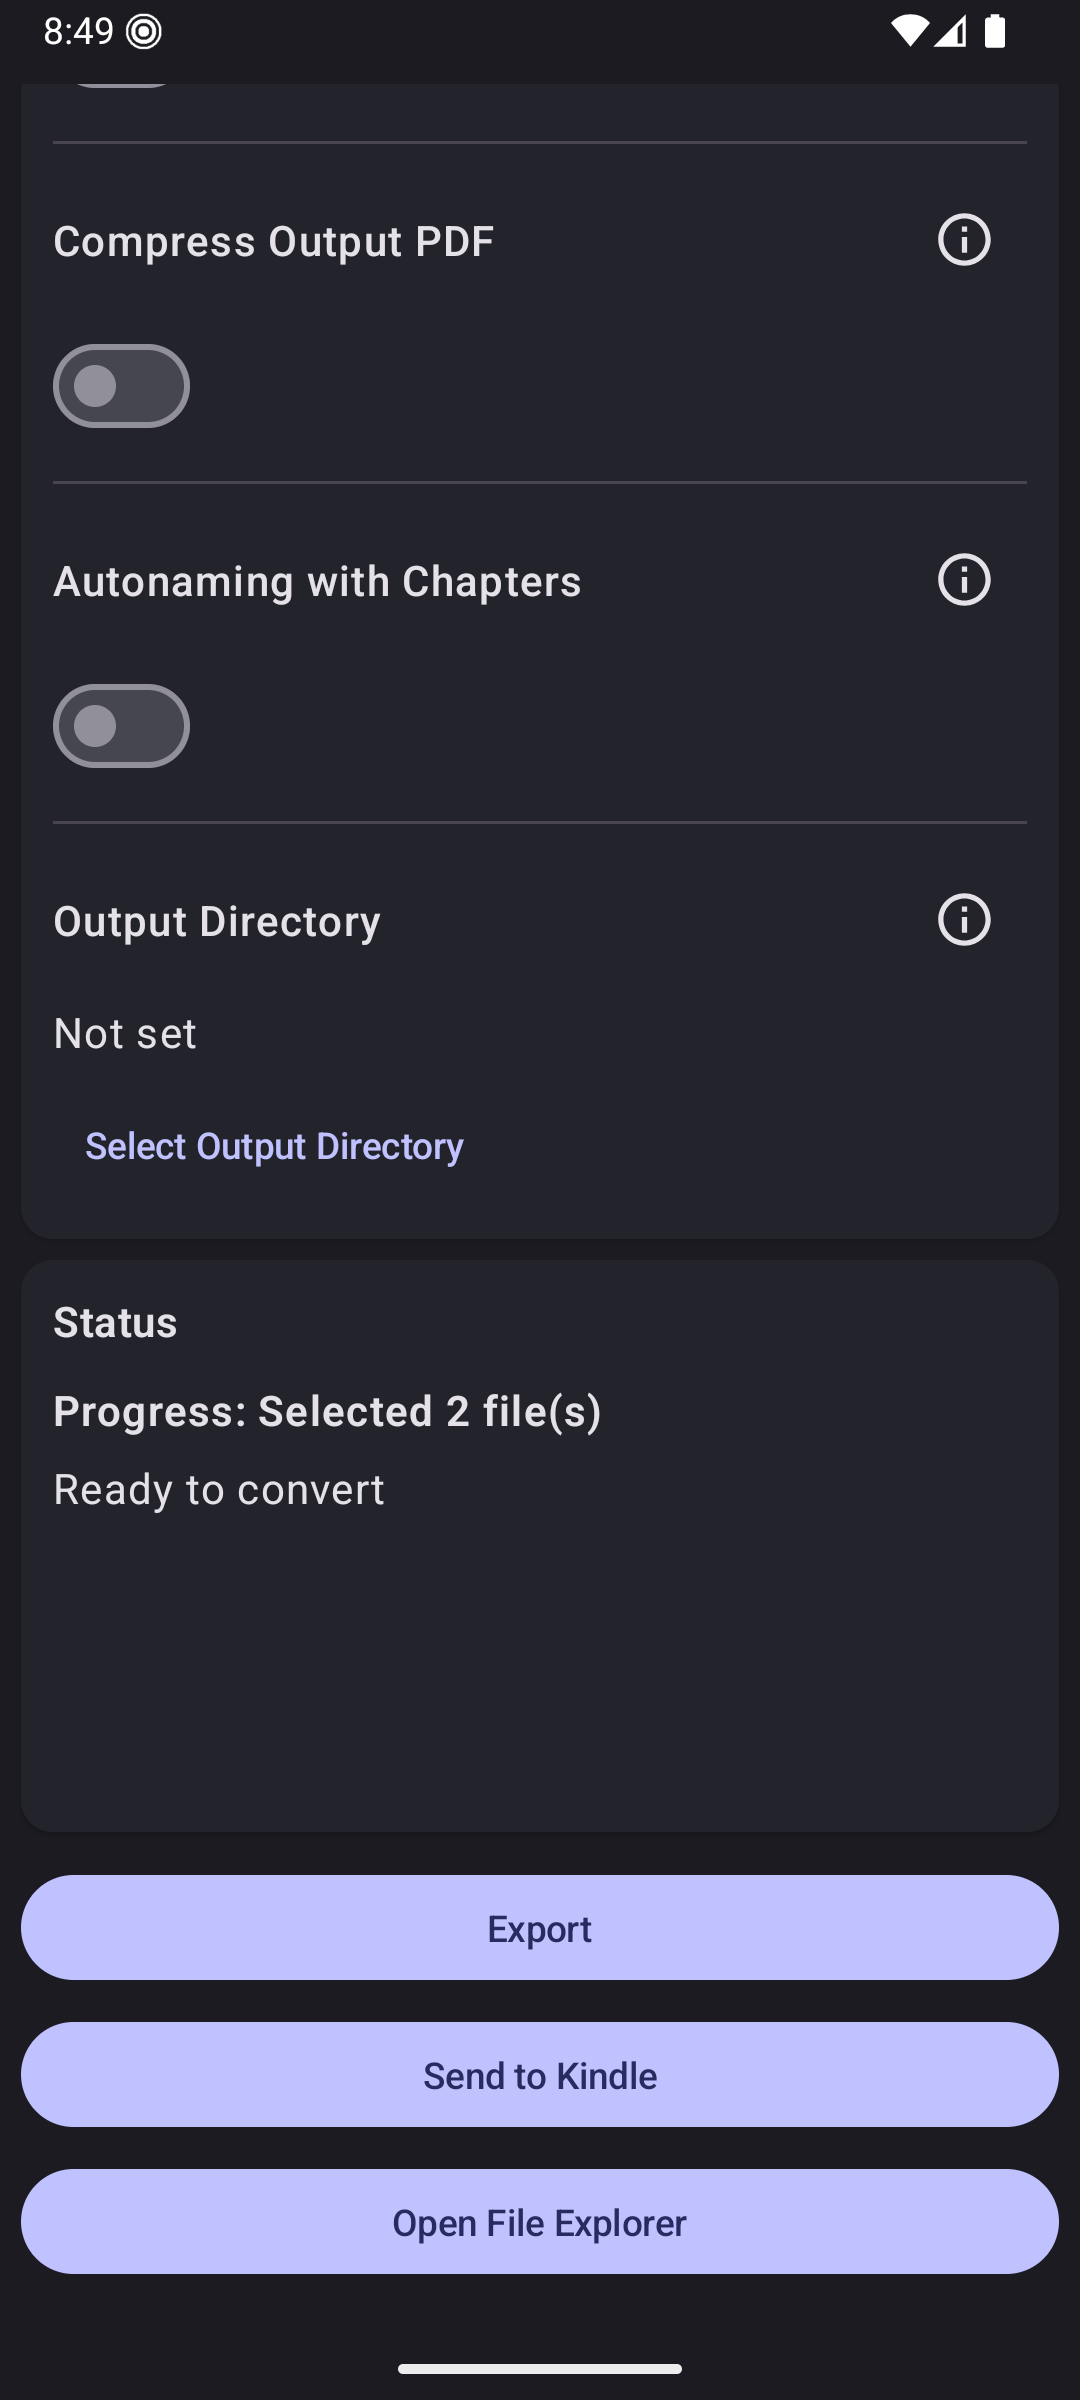 8:49
Compress Output PDF
Autonaming with Chapters
Output Directory
Not set
Select Output Directory
Status
Progress: Selected 2 file(s)
Ready to convert
Export
Send to Kindle
Open File Explorer